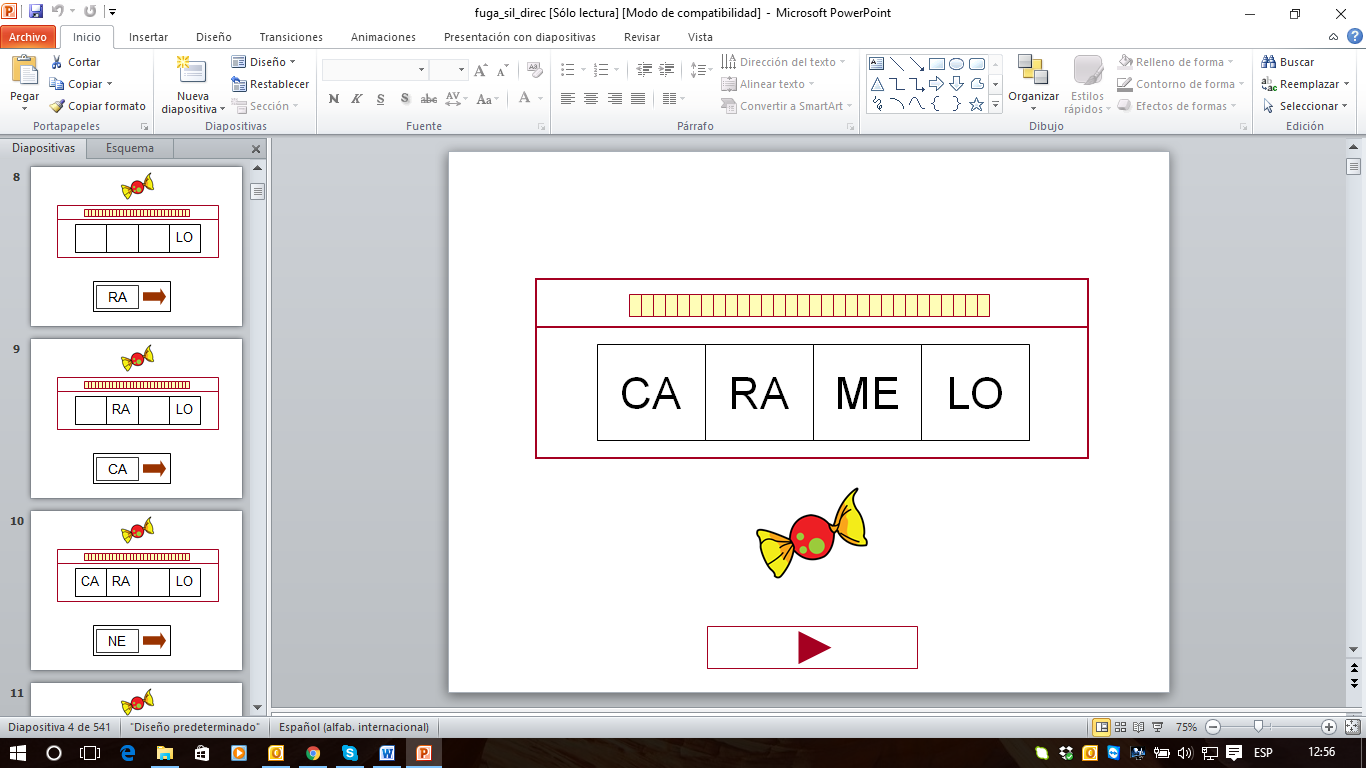 fuga_sil_direc [Sólo lectura] [Modo de compatibilidad] - Microsoft PowerPoint
Archivo Inicio Insertar Diseño Transiciones Animaciones Presentación con diapositivas Revisar Vista
Pegar
Cortar
Copiar
Copiar formato
Portapapeles
Nueva
diapositiva
Diseño
Restablecer
Sección
Diapositivas
N K S S abc AV Aa A
Fuente
Dirección del texto
Alinear texto
Convertir a SmartArt
Párrafo
Organizar
Estilos
rápidos
Relleno de forma
Contorno de forma
Efectos de formas
Dibujo
Buscar
Reemplazar
Seleccionar
Edición
Diapositivas Esquema
8
LO
RA
9
RA LO
CA
10
CA RA LO
NE
11
CA RA ME LO
Diapositiva 4 de 541 "Diseño predeterminado" Español (alfab. internacional) 75%
ESP 12:56